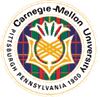 Carnegie-Mellon University
PITTSBURGH PENNSYLVANIA 1900